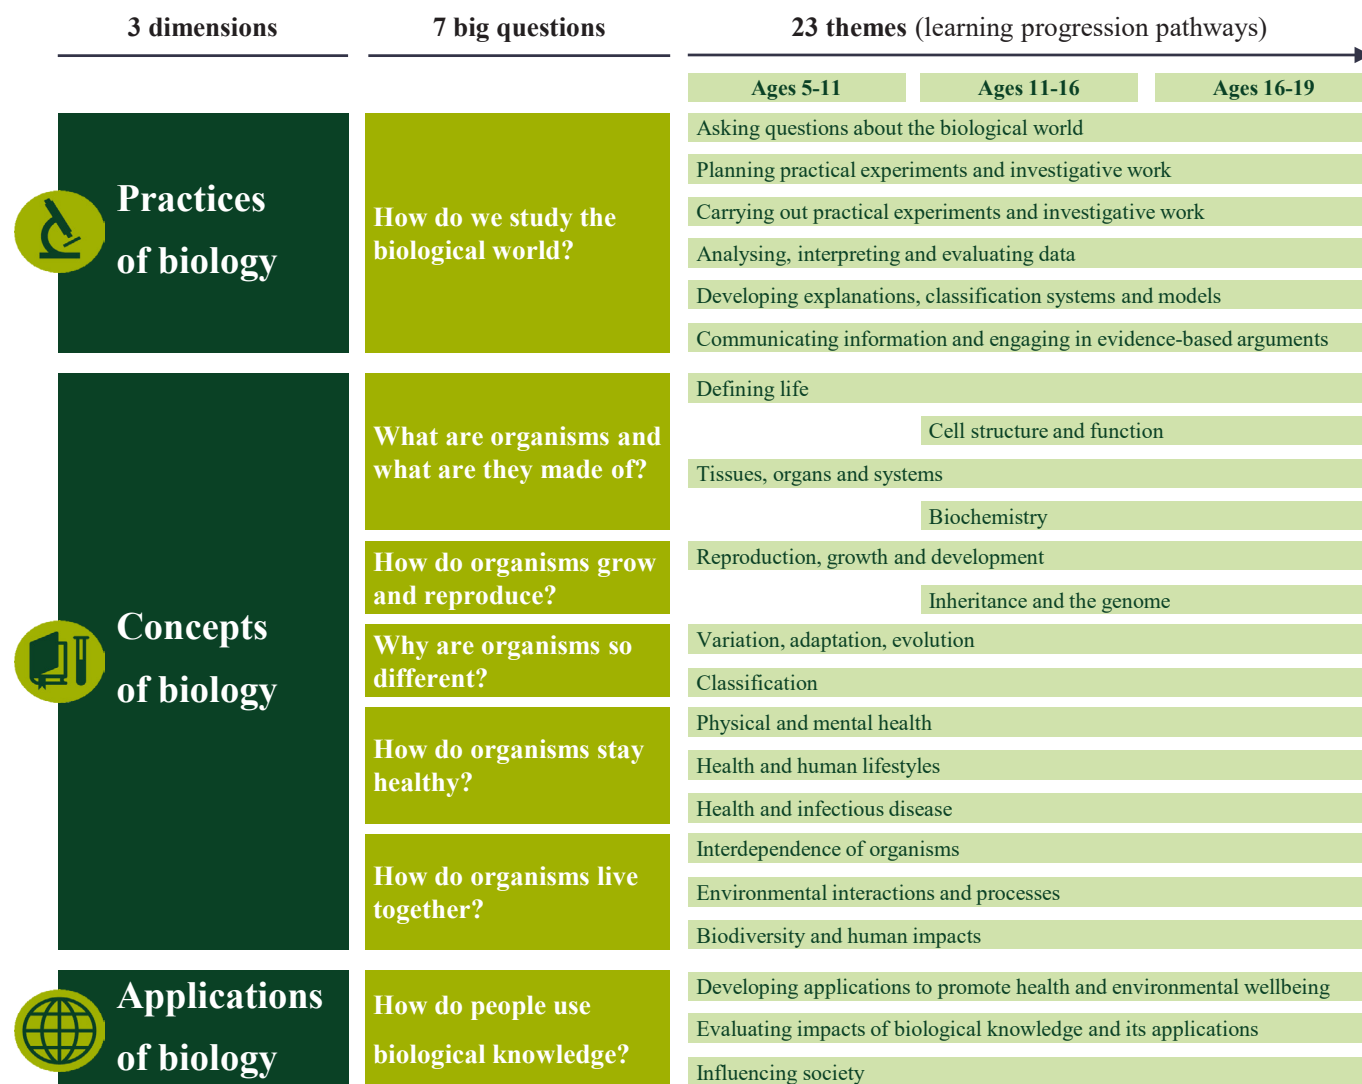 3 dimensions
7 big questions
23 themes (learning progression pathways)
Ages 5-11
Ages 11-16
Ages 16-19
Practices
of biology
How do we study the
biological world?
Asking questions about the biological world
Planning practical experiments and investigative work
Carrying out practical experiments and investigative work
Analysing, interpreting and evaluating data
Developing explanations, classification systems and models
Communicating information and engaging in evidence-based arguments
Concepts
of biology
What are organisms and
what are they made of?
Defining life
Cell structure and function
Tissues, organs and systems
Biochemistry
How do organisms grow
and reproduce?
Reproduction, growth and development
Inheritance and the genome
Why are organisms so
different?
Variation, adaptation, evolution
Classification
How do organisms stay
healthy?
Physical and mental health
Health and human lifestyles
Health and infectious disease
How do organisms live
together?
Interdependence of organisms
Environmental interactions and processes
Biodiversity and human impacts
Applications
of biology
How do people use
biological knowledge?
Developing applications to promote health and environmental wellbeing
Evaluating impacts of biological knowledge and its applications
Influencing society